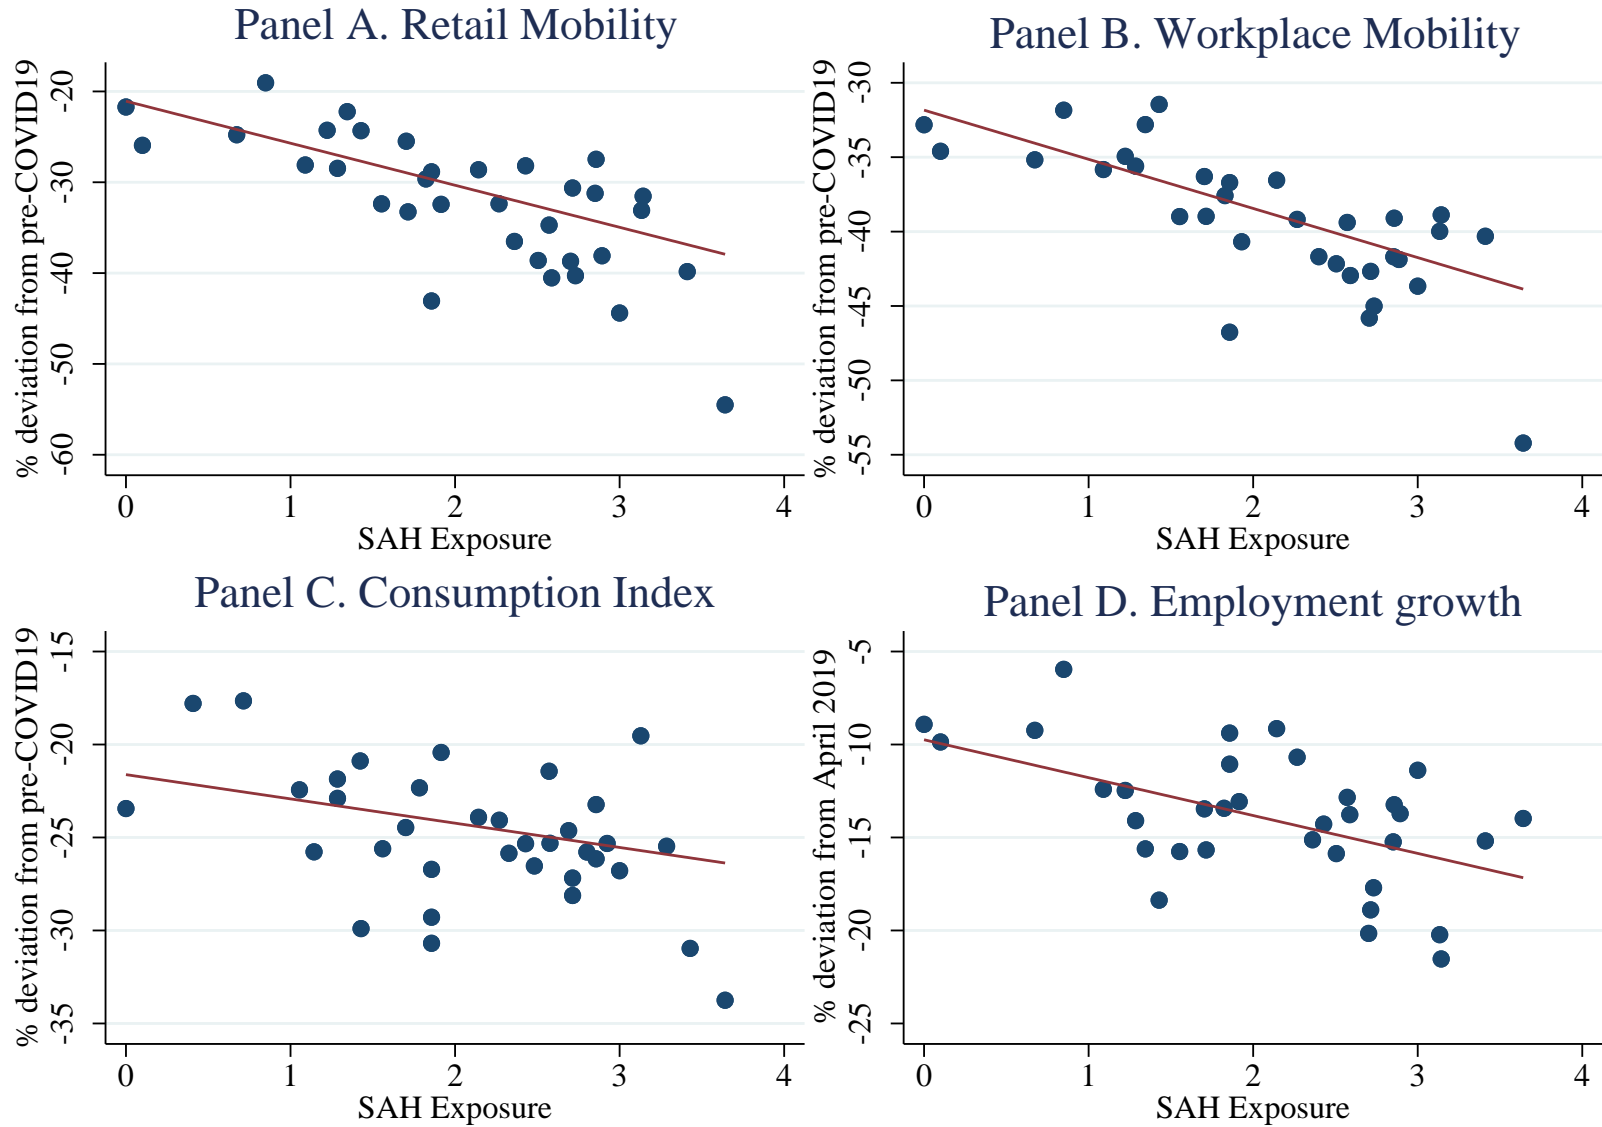 Panel A. Retail Mobility
% deviation from pre-COVID19
-20
-30
-40
-50
-60
0 1 2 3 4
SAH Exposure
Panel B. Workplace Mobility
% deviation from pre-COVID19
-30
-35
-40
-45
-50
-55
0 1 2 3 4
SAH Exposure
Panel C. Consumption Index
% deviation from pre-COVID19
-15
-20
-25
-30
-35
0 1 2 3 4
SAH Exposure
Panel D. Employment growth
% deviation from April 2019
-5
-10
-15
-20
-25
0 1 2 3 4
SAH Exposure